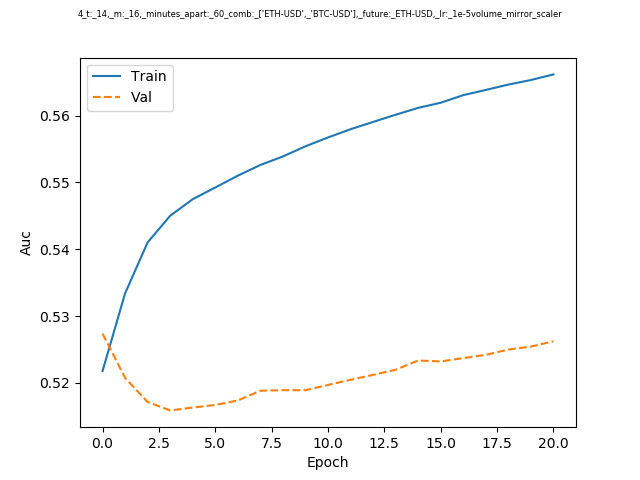 4_t:_14,_m:_16,_minutes_apart:_60_comb:_['ETH-USD',_'BTC-USD'],_future:_ETH-USD,_lr:_1e-5volume_mirror_scaler
Train
Val
0.56
0.55
0.54
0.53
0.52
Auc
0.0 2.5 5.0 7.5 10.0 12.5 15.0 17.5 20.0
Epoch